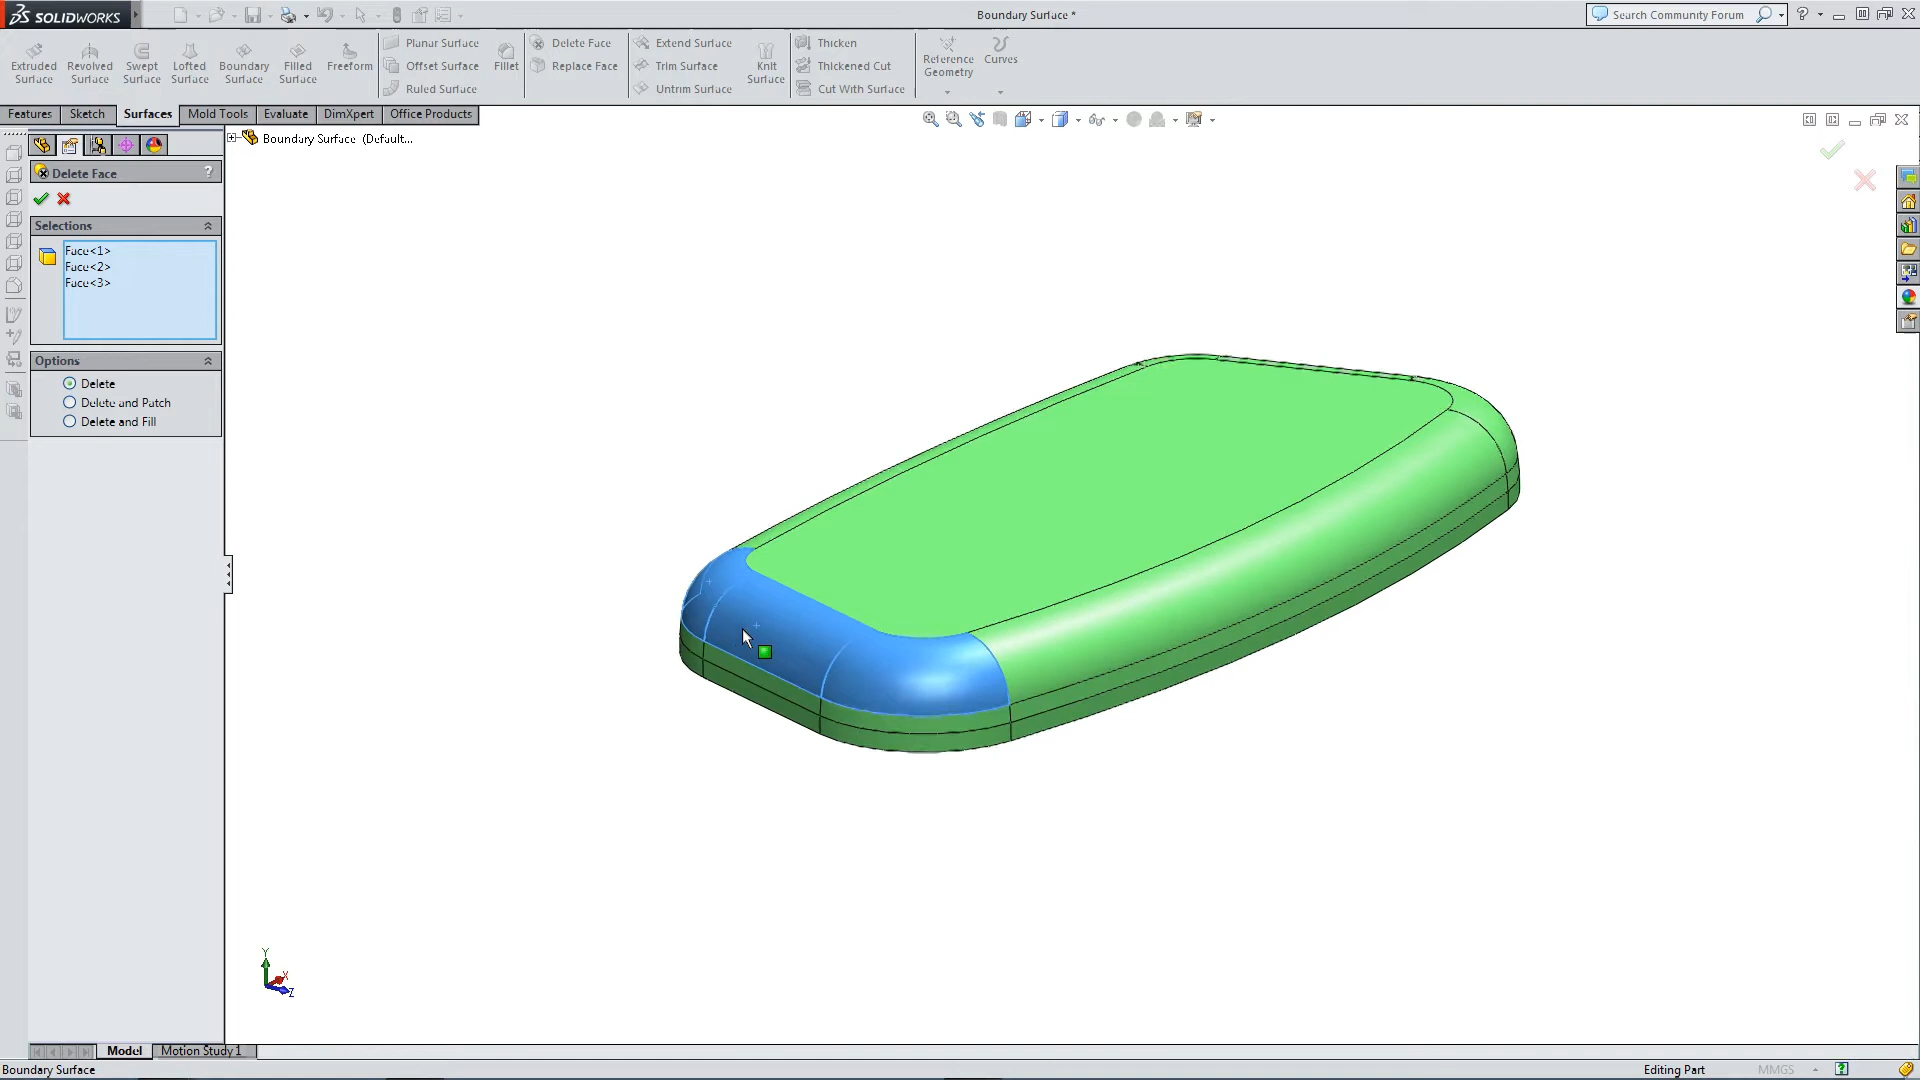 SOLIDWORKS
Boundary Surface *
Search Community Forum
Extruded Surface
Revolved Surface
Swept Surface
Lofted Surface
Boundary Surface
Filled Surface
Freeform
Planar Surface
Offset Surface
Ruled Surface
Fillet
Delete Face
Replace Face
Extend Surface
Trim Surface
Untrim Surface
Knit Surface
Thicken
Thickened Cut
Cut With Surface
Reference Geometry
Curves
Features
Sketch
Surfaces
Mold Tools
Evaluate
DimXpert
Office Products
Boundary Surface (Default...
Delete Face
?
Selections
Face<1>
Face<2>
Face<3>
Options
Delete
Delete and Patch
Delete and Fill
Y
X
Z
Model
Motion Study 1
Boundary Surface
Editing Part
MMGS